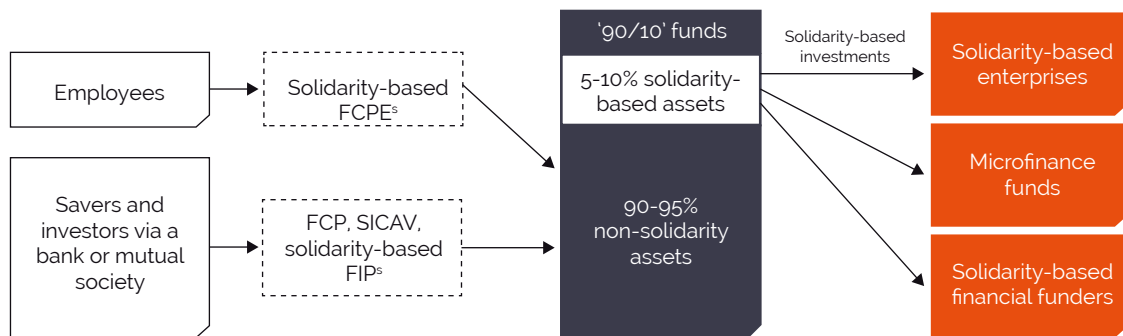 Employees
Solidarity-based
FCPEˢ
Savers and
investors via a
bank or mutual
society
FCP, SICAV,
solidarity-based
FIPˢ
‘90/10’ funds
5-10% solidarity-
based assets
90-95%
non-solidarity
assets
Solidarity-based
investments
Solidarity-based
enterprises
Microfinance
funds
Solidarity-based
financial funders